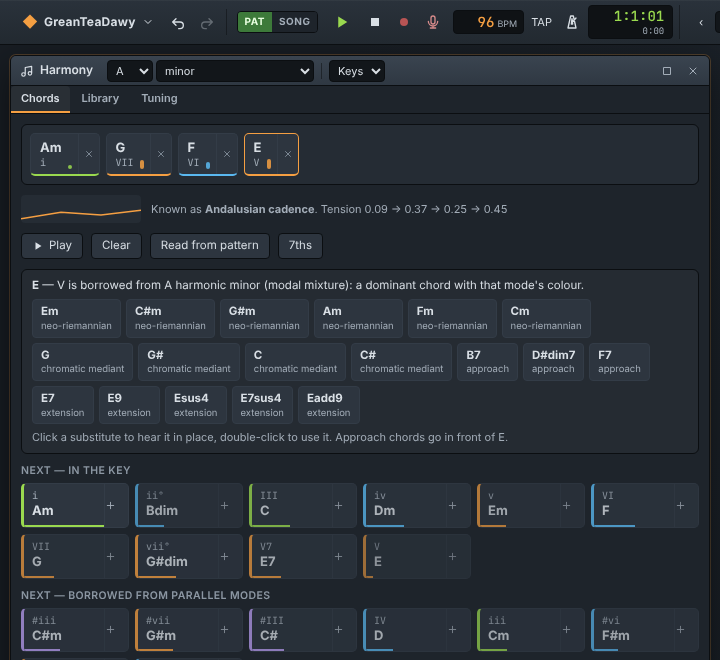 GreenTeaDawy PAT SONG 96 BPM TAP 1:1:01
0:00
Harmony A minor Keys
Chords Library Tuning
Am G F E
i VII VI V
Known as Andalusian cadence. Tension 0.09 → 0.37 → 0.25 → 0.45
Play Clear Read from pattern 7ths
E — V is borrowed from A harmonic minor (modal mixture): a dominant chord with that mode's colour.
Em C#m G#m Am Fm Cm
neo-riemannian neo-riemannian neo-riemannian neo-riemannian neo-riemannian neo-riemannian
G G# C C# B7 D#dim7 F7
chromatic mediant chromatic mediant chromatic mediant chromatic mediant approach approach approach
E7 E9 Esus4 E7sus4 Eadd9
extension extension extension extension extension
Click a substitute to hear it in place, double-click to use it. Approach chords go in front of E.
NEXT — IN THE KEY
i ii° III iv v VI
Am + Bdim + C + Dm + Em + F +
VII vii° V7 V
G + G#dim + E7 + E +
NEXT — BORROWED FROM PARALLEL MODES
#iii #vii #III IV iii #vi
C#m + G#m + C# + D + Cm + F#m +